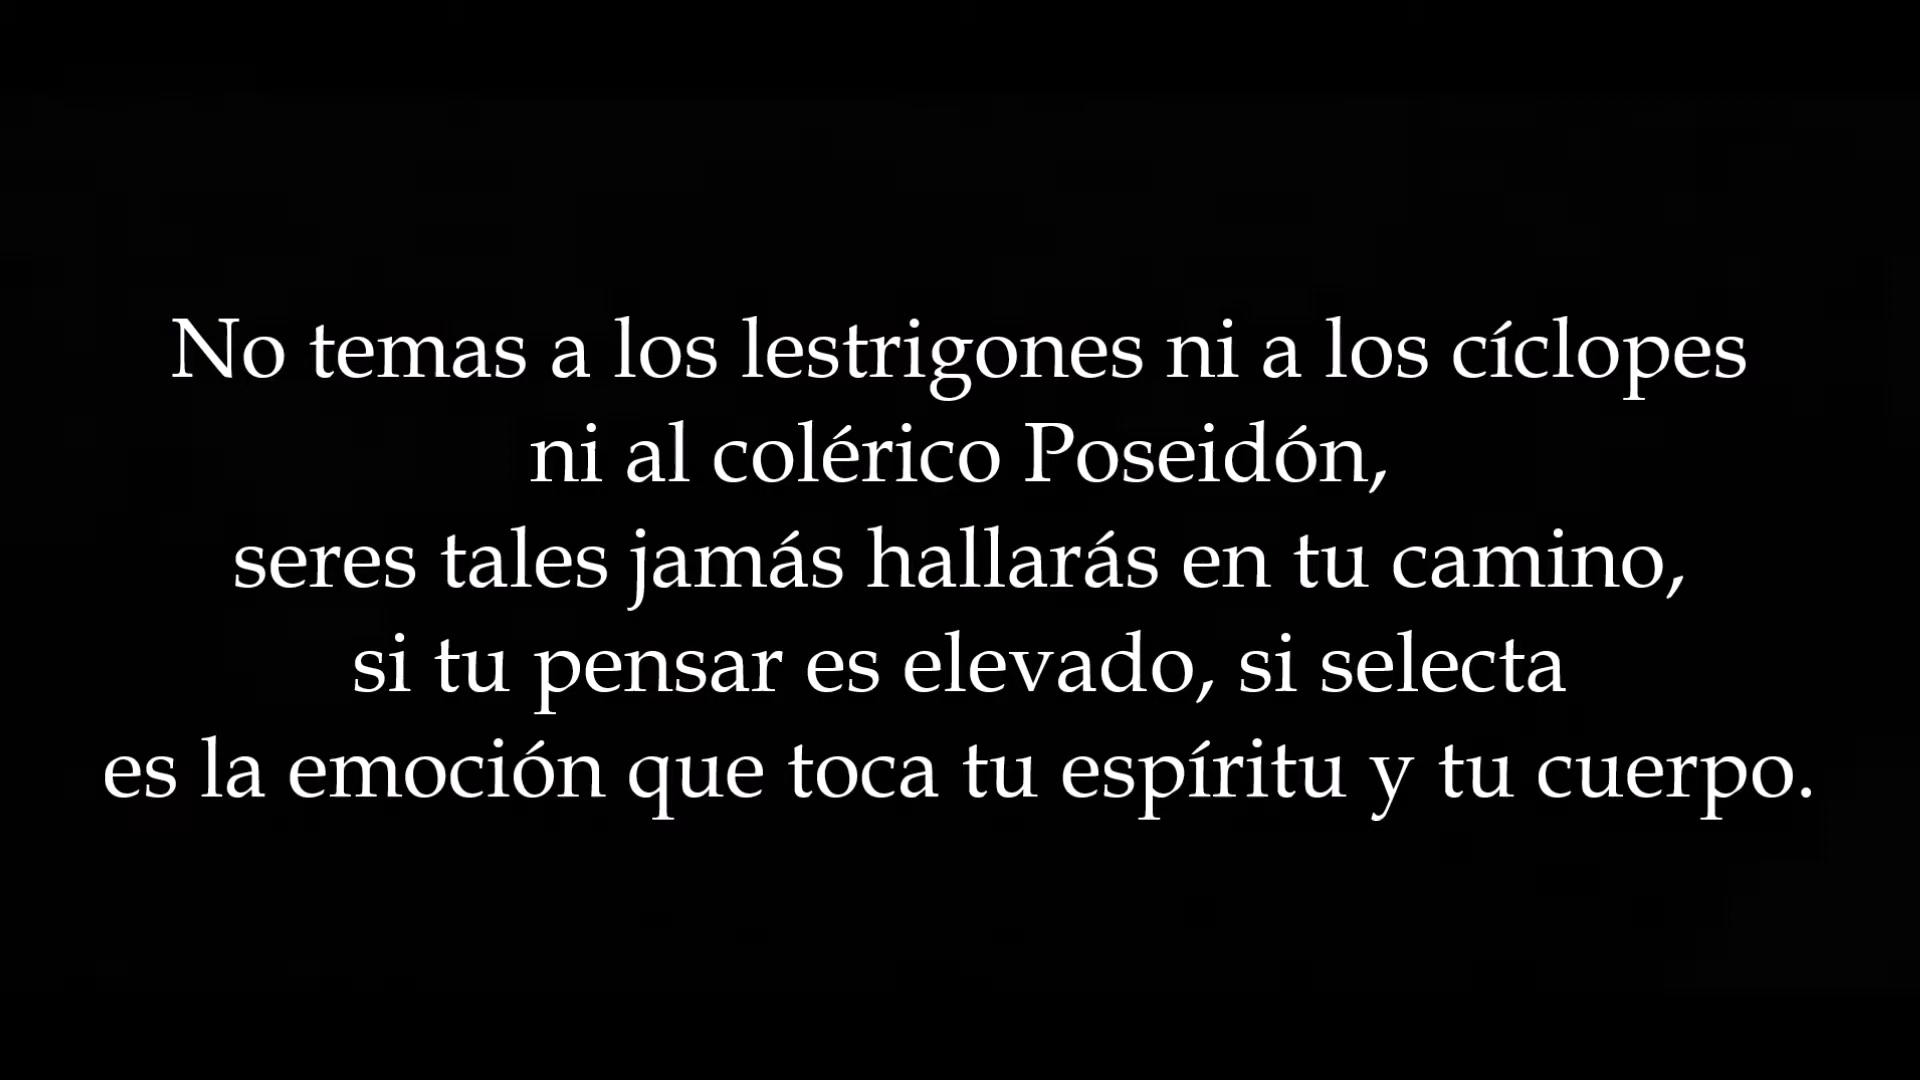 No temas a los lestrigones ni a los cíclopes
ni al colérico Poseidón,
seres tales jamás hallarás en tu camino,
si tu pensar es elevado, si selecta
es la emoción que toca tu espíritu y tu cuerpo.